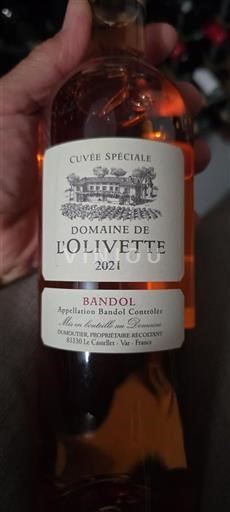 CUVÉE SPÉCIALE
DOMAINE DE
L'OLIVETTE
VINIOU
2021
BANDOL
Appellation Bandol Contrôlée
Mis en bouteille au Domaine
DUMOUTIER, PROPRIÉTAIRE RÉCOLTANT
83330 Le Castellet - Var - France